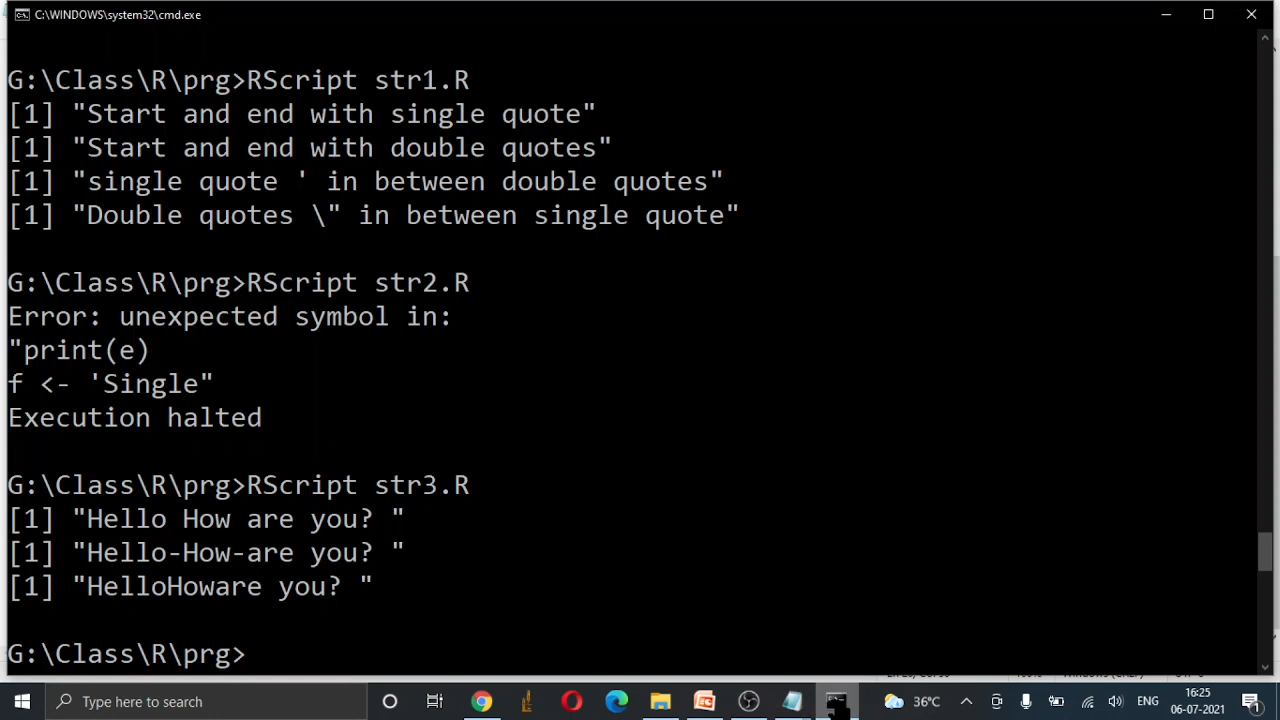 C:\WINDOWS\system32\cmd.exe
G:\Class\R\prg>RScript str1.R
[1] "Start and end with single quote"
[1] "Start and end with double quotes"
[1] "single quote ' in between double quotes"
[1] "Double quotes \" in between single quote"
G:\Class\R\prg>RScript str2.R
Error: unexpected symbol in:
"print(e)
f <- 'Single"
Execution halted
G:\Class\R\prg>RScript str3.R
[1] "Hello How are you? "
[1] "Hello-How-are you? "
[1] "HelloHoware you? "
G:\Class\R\prg>
Type here to search
36°C
ENG
16:25
06-07-2021
1